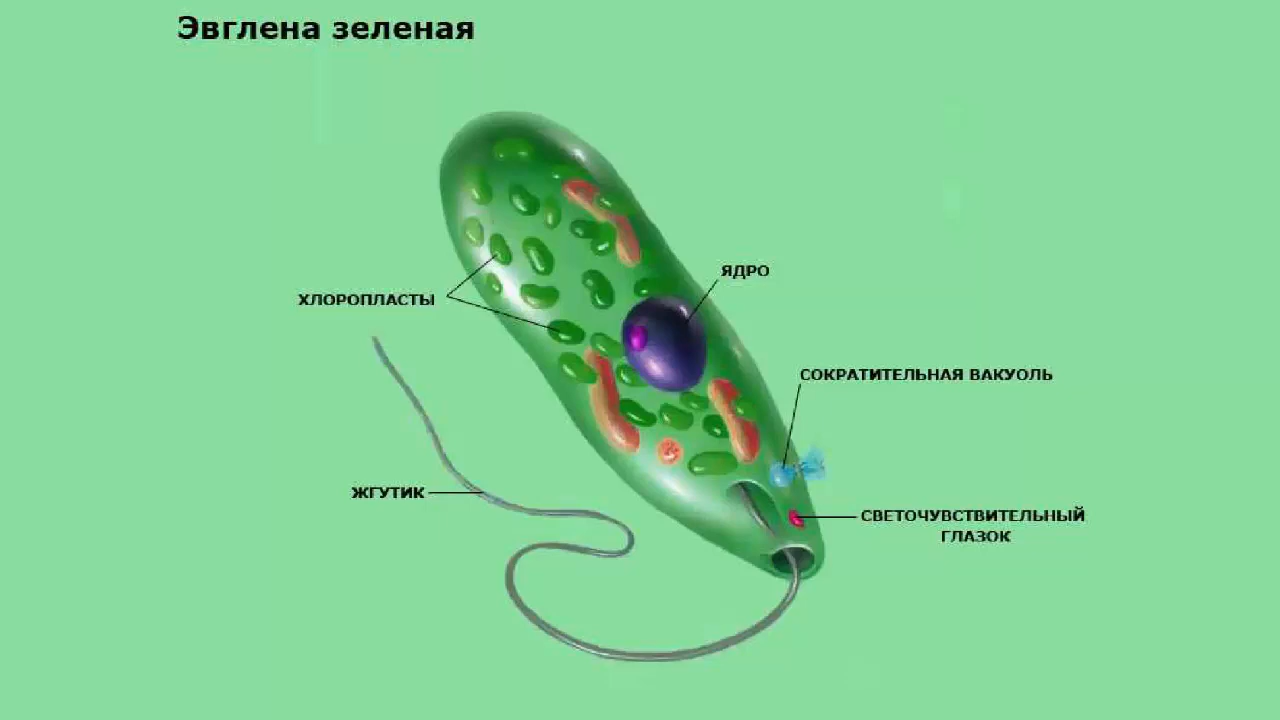 Эвглена зеленая
ЯДРО
ХЛОРОПЛАСТЫ
СОКРАТИТЕЛЬНАЯ ВАКУОЛЬ
ЖГУТИК
СВЕТОЧУВСТВИТЕЛЬНЫЙ
ГЛАЗОК